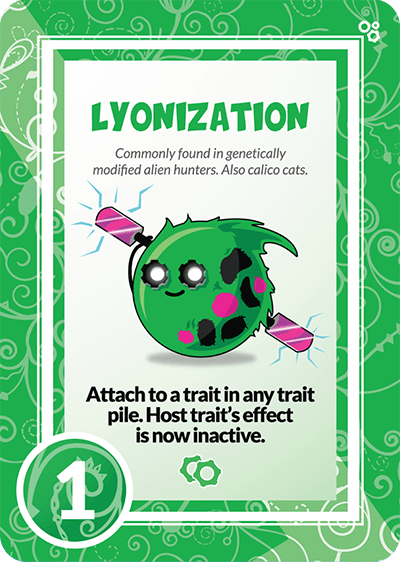 LYONIZATION
Commonly found in genetically
modified alien hunters. Also calico cats.
Attach to a trait in any trait
pile. Host trait's effect
is now inactive.
1